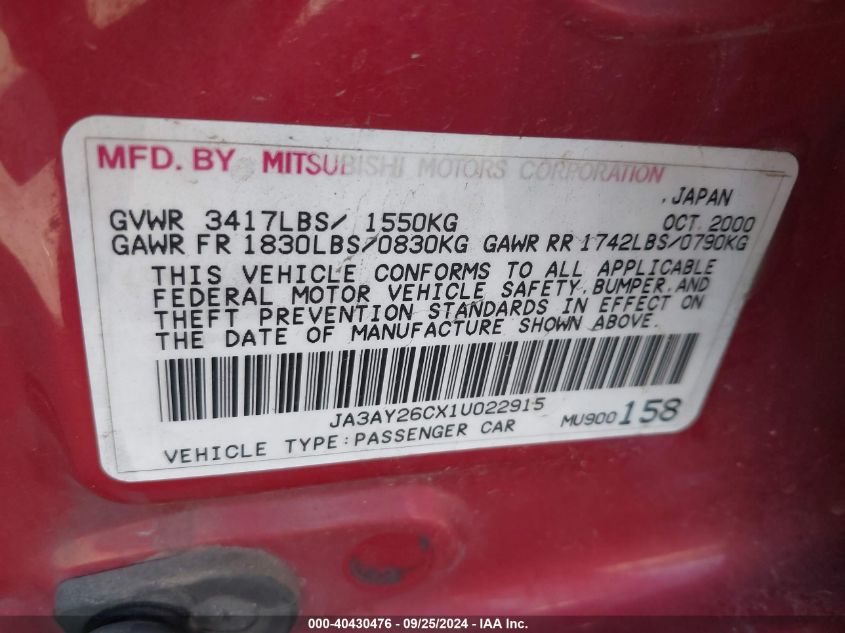 MFD. BY MITSUBISHI MOTORS CORPORATION
JAPAN
GVWR 3417LBS/ 1550KG OCT 2000
GAWR FR 1830LBS/0830KG GAWR RR 1742LBS/0790KG
THIS VEHICLE CONFORMS TO ALL APPLICABLE
FEDERAL MOTOR VEHICLE SAFETY, BUMPER, AND
THEFT PREVENTION STANDARDS IN EFFECT ON
THE DATE OF MANUFACTURE SHOWN ABOVE.
JA3AY26CX1U022915
VEHICLE TYPE:PASSENGER CAR MU900158
000-40430476 - 09/25/2024 - IAA Inc.